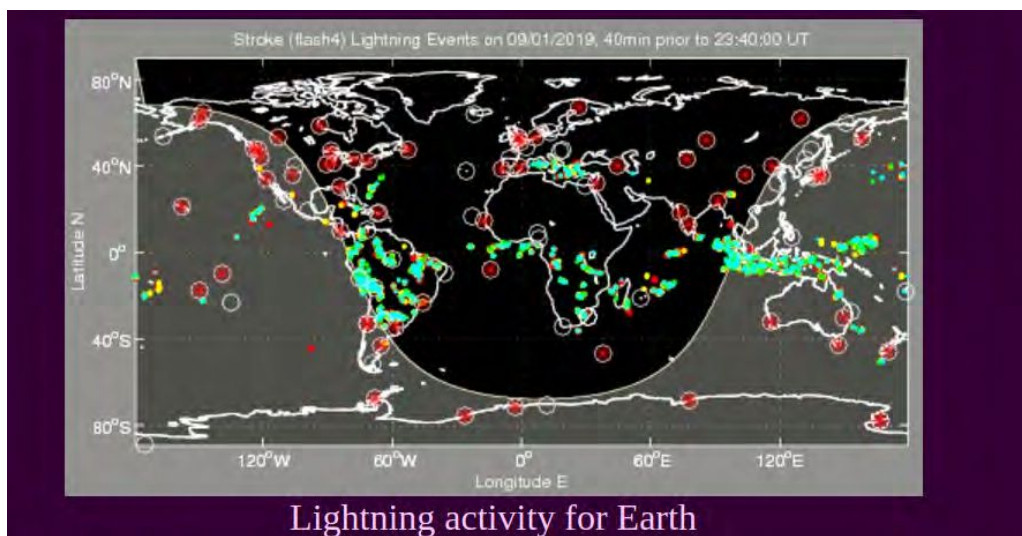 Stroke (flash4) Lightning Events on 09/01/2019, 40min prior to 23:40:00 UT
80°N
40°N
0°
40°S
80°S
Latitude N
120°W 60°W 0° 60°E 120°E
Longitude E
Lightning activity for Earth